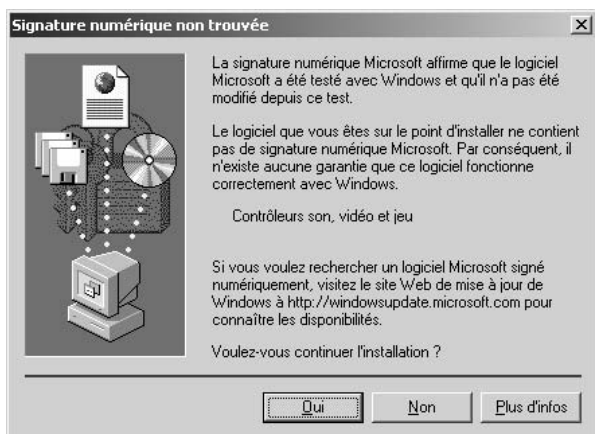 Signature numérique non trouvée
La signature numérique Microsoft affirme que le logiciel
Microsoft a été testé avec Windows et qu'il n'a pas été
modifié depuis ce test.
Le logiciel que vous êtes sur le point d'installer ne contient
pas de signature numérique Microsoft. Par conséquent, il
n'existe aucune garantie que ce logiciel fonctionne
correctement avec Windows.
Contrôleurs son, vidéo et jeu
Si vous voulez rechercher un logiciel Microsoft signé
numériquement, visitez le site Web de mise à jour de
Windows à http://windowsupdate.microsoft.com pour
connaître les disponibilités.
Voulez-vous continuer l'installation ?
Oui Non Plus d'infos